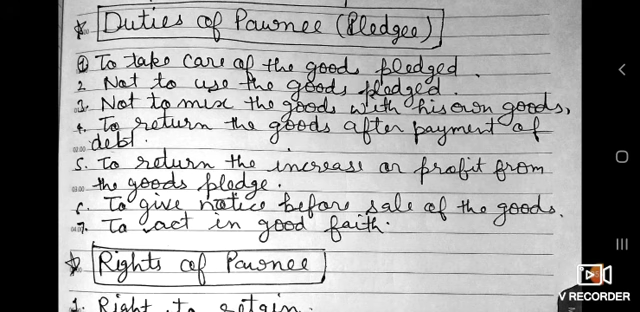 Duties of Pawnee (Pledgee)
1 To take care of the goods pledged.
2 Not to use the goods pledged.
3. Not to mix the goods with his own goods,
4. To return the goods after payment of
debt.
5. To return the increase or profit from
the goods pledge.
6. To give notice before sale of the goods.
7. To act in good faith.
Rights of Pawnee
1. Right to retain.
V RECORDER